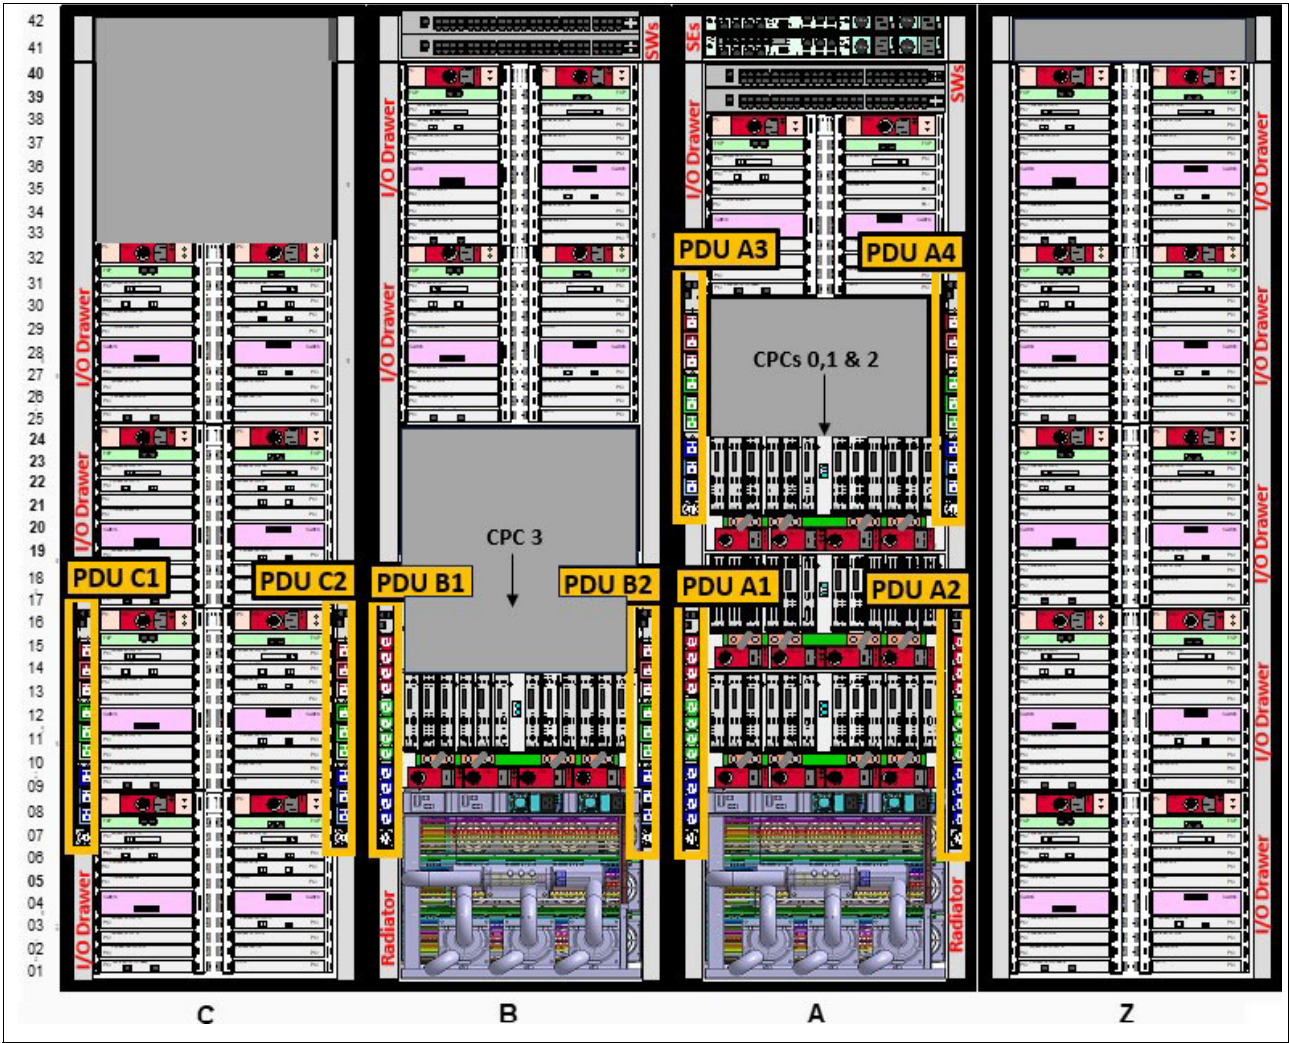 42
41
40
39
38
37
36
35
34
33
32
31
30
29
28
27
26
25
24
23
22
21
20
19
18
17
16
15
14
13
12
11
10
09
08
07
06
05
04
03
02
01
I/O Drawer
I/O Drawer
PDU C1
PDU C2
I/O Drawer
C
SWs
I/O Drawer
I/O Drawer
CPC 3
PDU B1
PDU B2
Radiator
B
SEs
SWs
I/O Drawer
PDU A3
PDU A4
CPCs 0,1 & 2
PDU A1
PDU A2
Radiator
A
I/O Drawer
I/O Drawer
I/O Drawer
I/O Drawer
I/O Drawer
Z